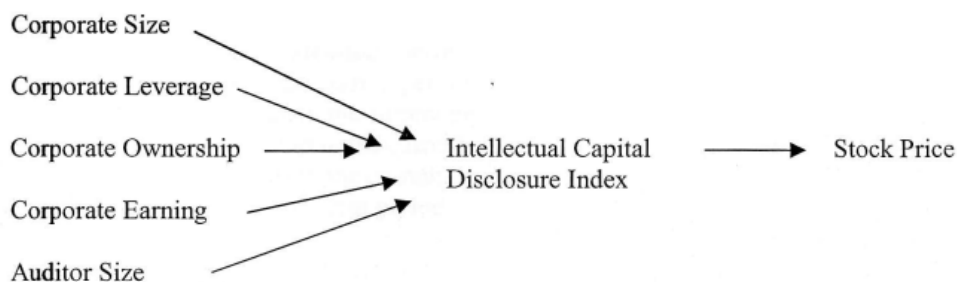 Corporate Size
Corporate Leverage
Corporate Ownership
Intellectual Capital
Disclosure Index
Stock Price
Corporate Earning
Auditor Size